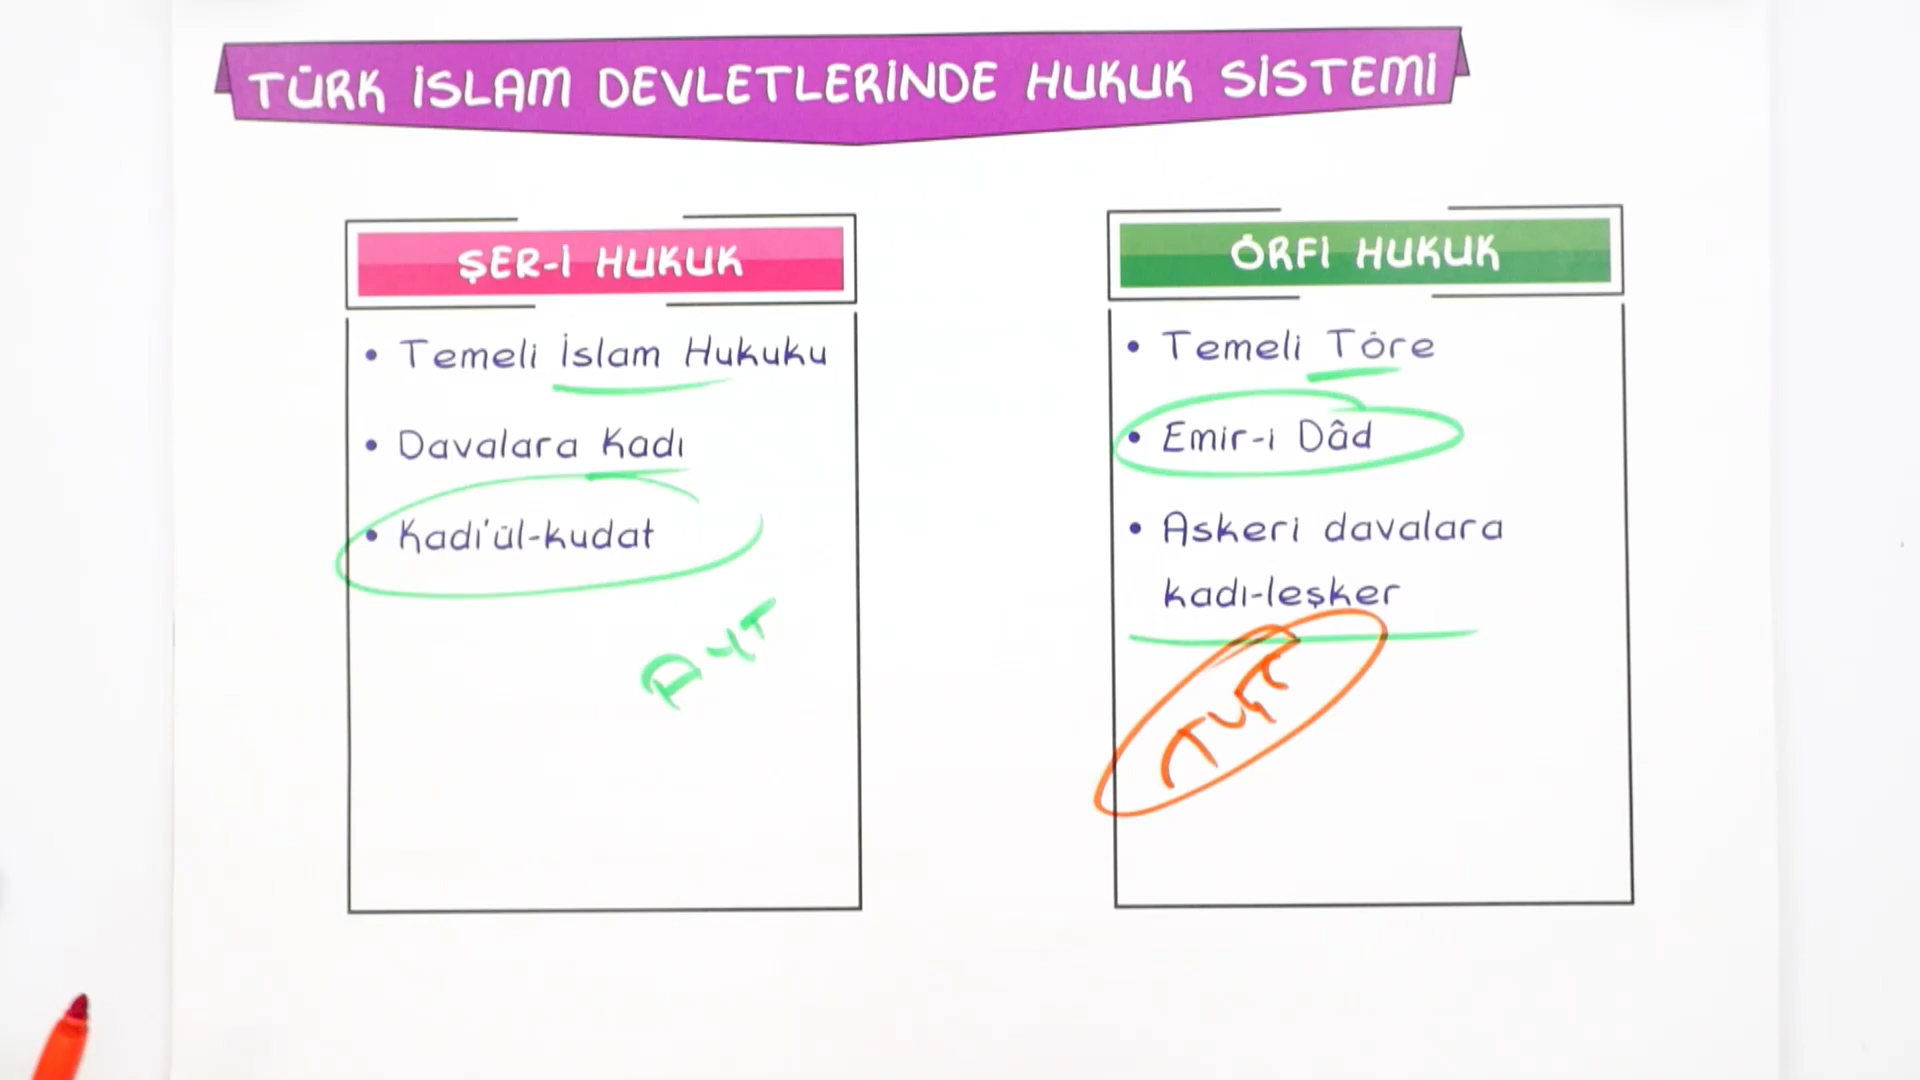 TÜRK İSLAM DEVLETLERİNDE HUKUK SİSTEMİ
ŞER-İ HUKUK
• Temeli İslam Hukuku
• Davalara Kadı
• Kadı'ül-kudat
AYT
ÖRFİ HUKUK
• Temeli Töre
• Emir-i Dâd
• Askeri davalara
kadı-leşker